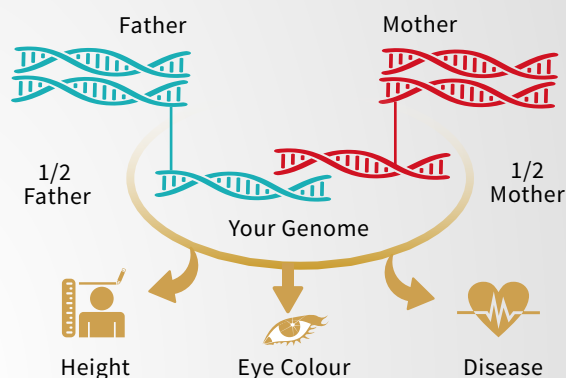 Father
Mother
1/2
Father
1/2
Mother
Your Genome
Height
Eye Colour
Disease